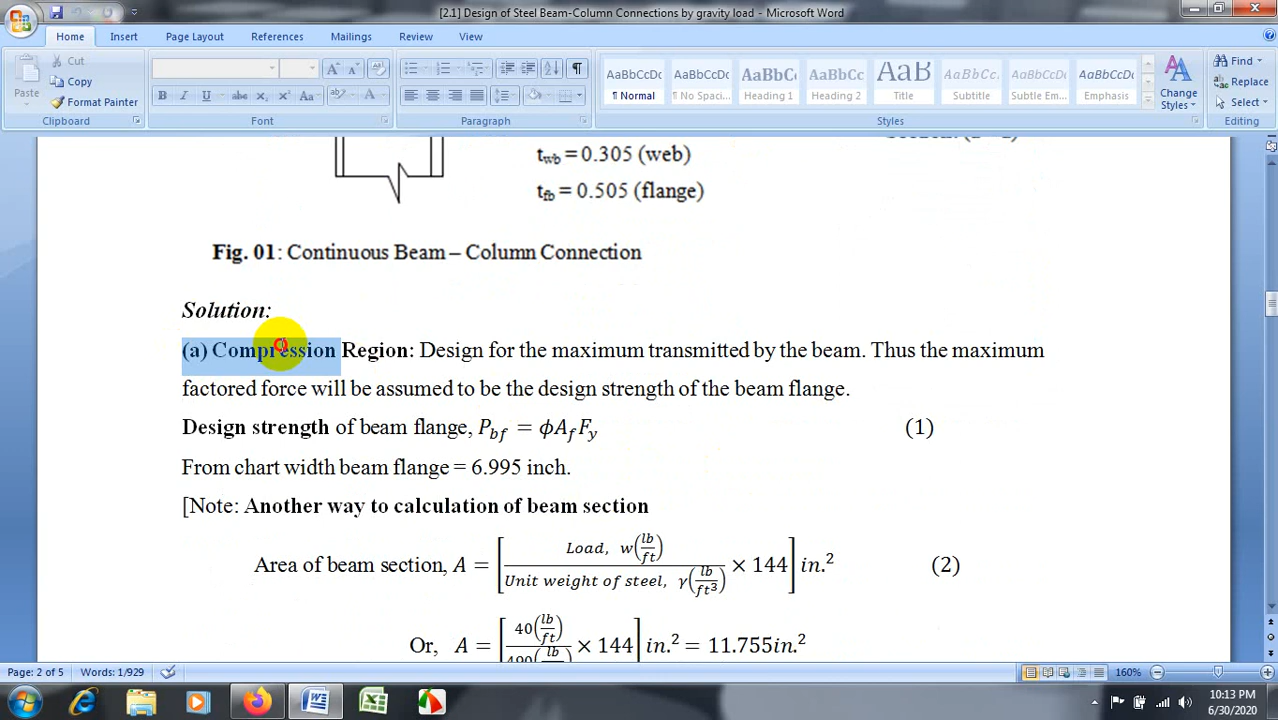 [2.1] Design of Steel Beam-Column Connections by gravity load - Microsoft Word
Home Insert Page Layout References Mailings Review View
Paste
Cut
Copy
Format Painter
Clipboard
B I U abc X₂ X² Aa
Font
Paragraph
AaBbCcDc ¶ Normal
AaBbCcDc ¶ No Spaci...
AaBbC Heading 1
AaBbCc Heading 2
AaB Title
AaBbCcL Subtitle
AaBbCcDc Subtle Em...
AaBbCcDc Emphasis
Change Styles
Styles
Find
Replace
Select
Editing
t_wb = 0.305 (web)
t_fb = 0.505 (flange)
Fig. 01: Continuous Beam – Column Connection
Solution:
(a) Compression Region: Design for the maximum transmitted by the beam. Thus the maximum
factored force will be assumed to be the design strength of the beam flange.
Design strength of beam flange, P_bf = ϕA_fF_y (1)
From chart width beam flange = 6.995 inch.
[Note: Another way to calculation of beam section
Area of beam section, A = [Load, w(lb/ft) / Unit weight of steel, γ(lb/ft³) × 144] in.² (2)
Or, A = [40(lb/ft) / 490(lb × 144] in.² = 11.755in.²
Page: 2 of 5 Words: 1/929 160%
10:13 PM
6/30/2020